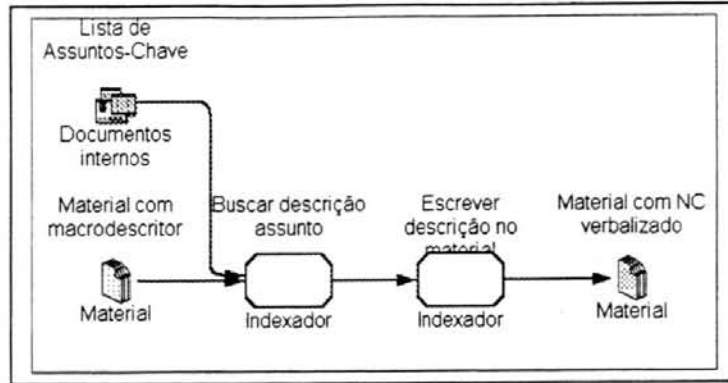 Lista de
Assuntos-Chave
Documentos
internos
Material com
macrodescritor
Buscar descrição
assunto
Escrever
descrição no
material
Material com NC
verbalizado
Material
Indexador
Indexador
Material